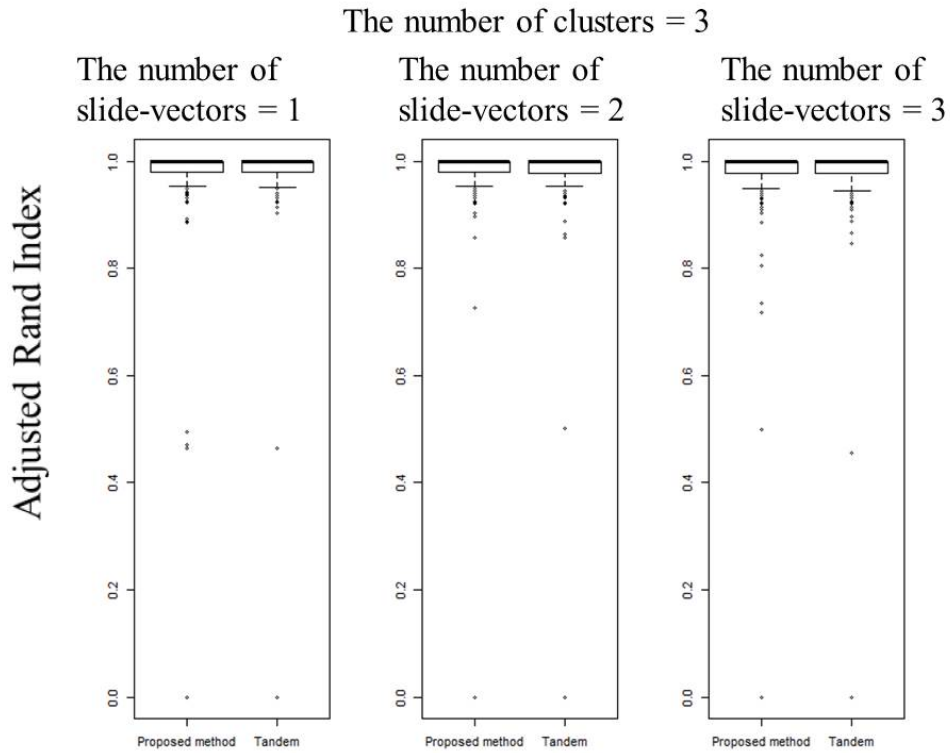 The number of clusters = 3
The number of
slide-vectors = 1
The number of
slide-vectors = 2
The number of
slide-vectors = 3
Adjusted Rand Index
1.0
0.8
0.6
0.4
0.2
0.0
Proposed method
Tandem
1.0
0.8
0.6
0.4
0.2
0.0
Proposed method
Tandem
1.0
0.8
0.6
0.4
0.2
0.0
Proposed method
Tandem